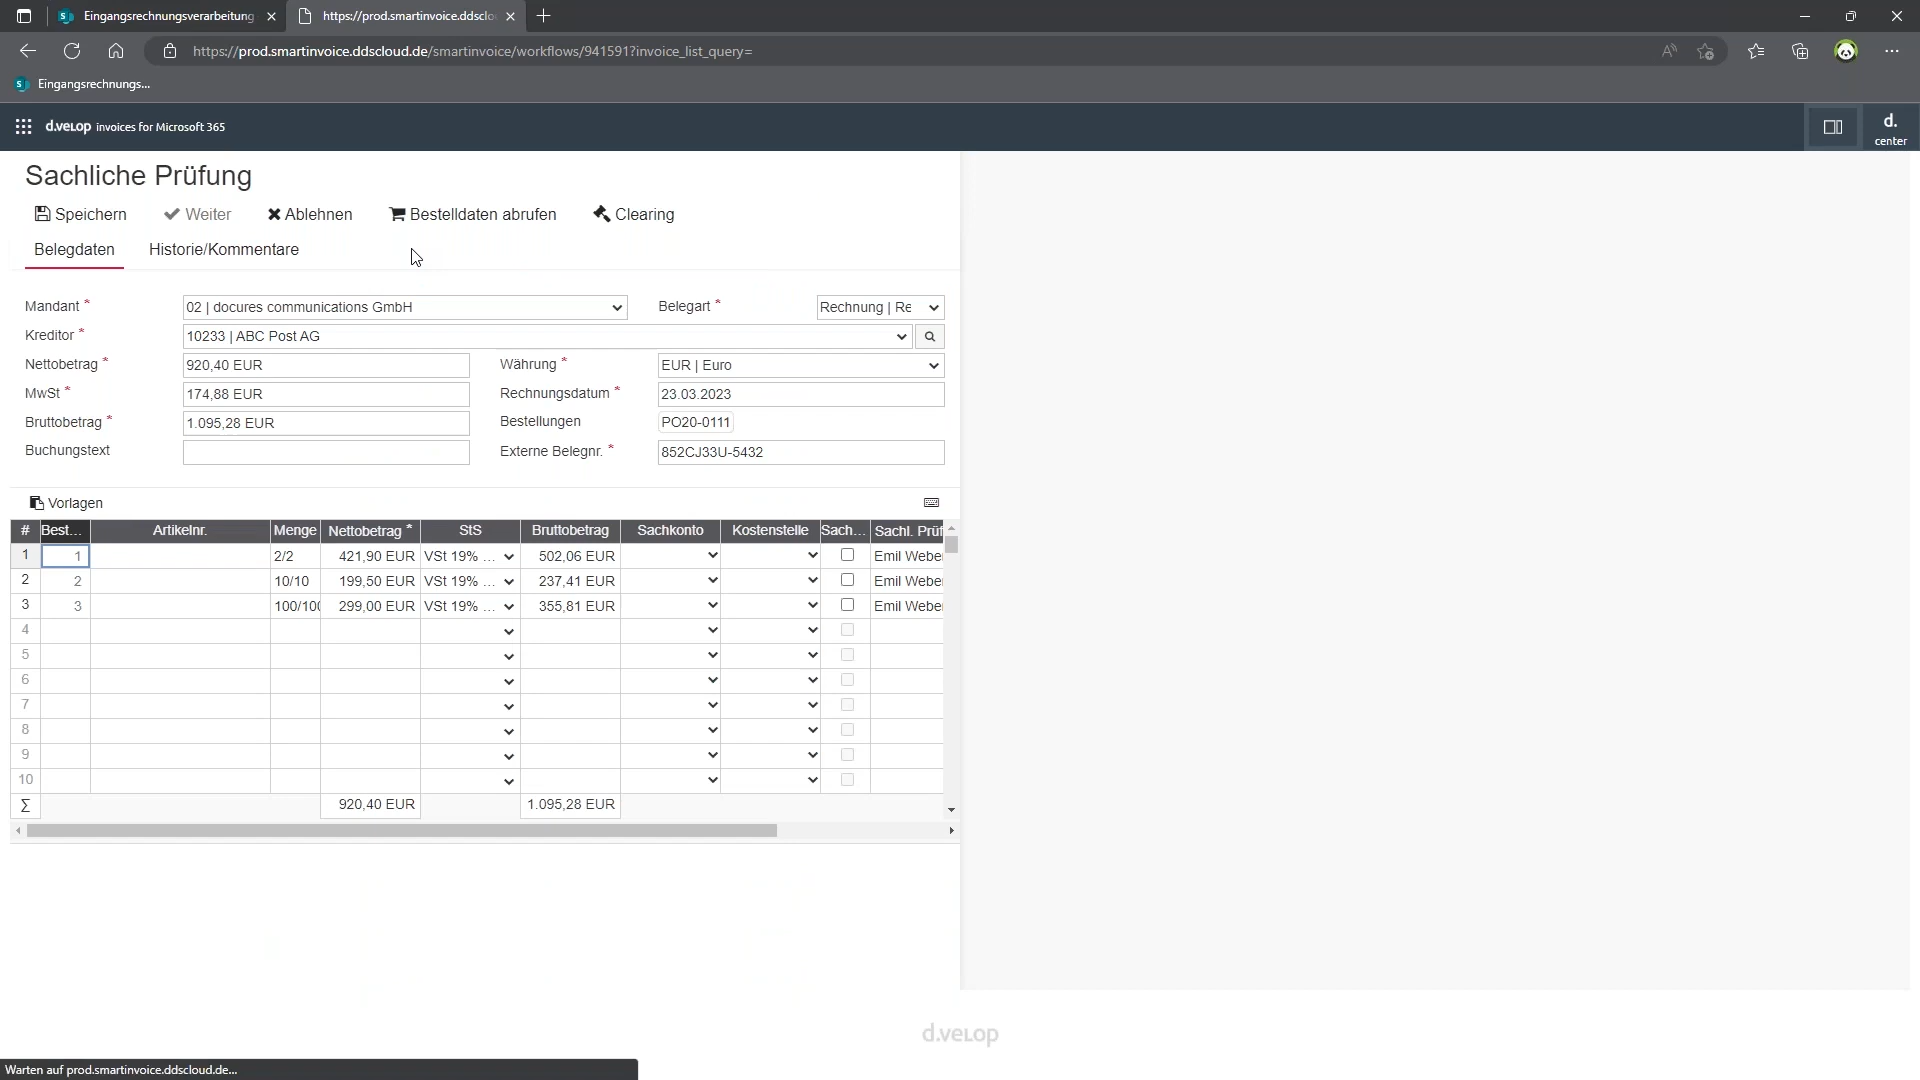 Eingangsrechnungsverarbeitung
https://prod.smartinvoice.ddsclo
https://prod.smartinvoice.ddscloud.de/smartinvoice/workflows/941591?invoice_list_query=
Eingangsrechnungs...
d.velop invoices for Microsoft 365
d.
center
Sachliche Prüfung
Speichern Weiter Ablehnen Bestelldaten abrufen Clearing
Belegdaten Historie/Kommentare
Mandant * 02 | docures communications GmbH Belegart * Rechnung | Re
Kreditor * 10233 | ABC Post AG
Nettobetrag * 920,40 EUR Währung * EUR | Euro
MwSt * 174,88 EUR Rechnungsdatum * 23.03.2023
Bruttobetrag * 1.095,28 EUR Bestellungen PO20-0111
Buchungstext Externe Belegnr. * 852CJ33U-5432
Vorlagen
# Best... Artikelnr. Menge Nettobetrag * StS Bruttobetrag Sachkonto Kostenstelle Sach... Sachl. Prüf
1 1 2/2 421,90 EUR VSt 19% ... 502,06 EUR Emil Webe
2 2 10/10 199,50 EUR VSt 19% ... 237,41 EUR Emil Webe
3 3 100/100 299,00 EUR VSt 19% ... 355,81 EUR Emil Webe
4
5
6
7
8
9
10
∑ 920,40 EUR 1.095,28 EUR
d.velop
Warten auf prod.smartinvoice.ddscloud.de...